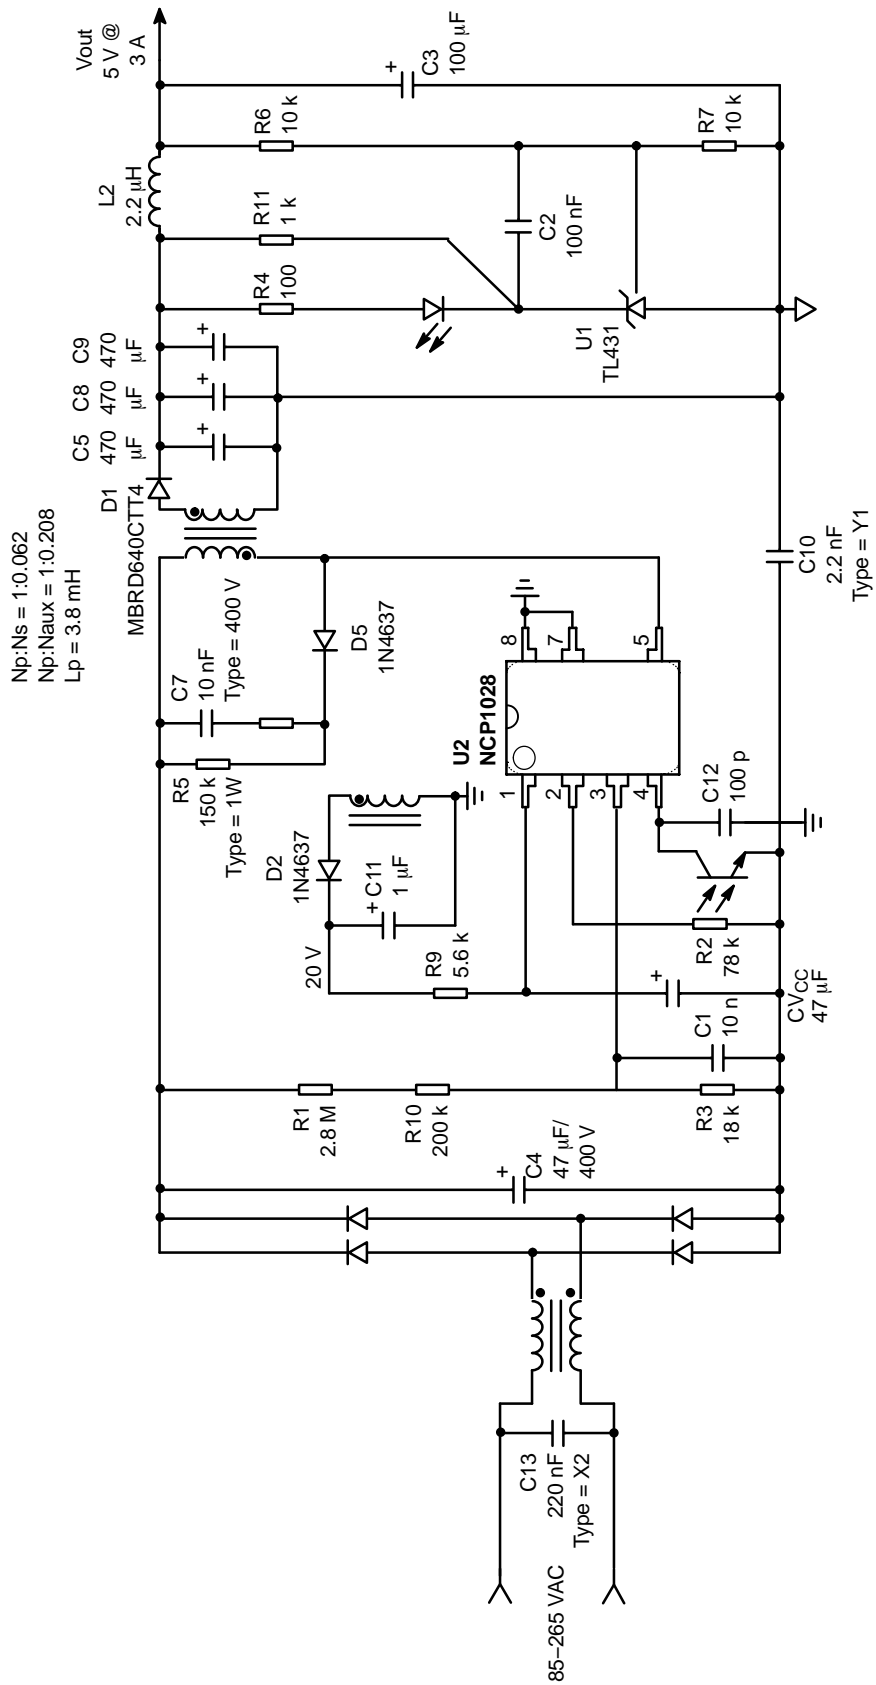 Np:Ns = 1:0.062
Np:Naux = 1:0.208
Lp = 3.8 mH
85–265 VAC
C13
220 nF
Type = X2
C4
47 μF/
400 V
R1
2.8 M
R10
200 k
R3
18 k
C1
10 n
CVCC
47 μF
20 V
R9
5.6 k
D2
1N4637
C11
1 μF
+
+
+
R2
78 k
R5
150 k
Type = 1W
C7
10 nF
Type = 400 V
D5
1N4637
U2
NCP1028
1
2
3
4
8
7
5
C12
100 p
C10
2.2 nF
Type = Y1
D1
MBRD640CTT4
C5
470
μF
C8
470
μF
C9
470
μF
+
+
+
R4
100
R11
1 k
L2
2.2 μH
R6
10 k
C2
100 nF
U1
TL431
R7
10 k
C3
100 μF
+
Vout
5 V @
3 A